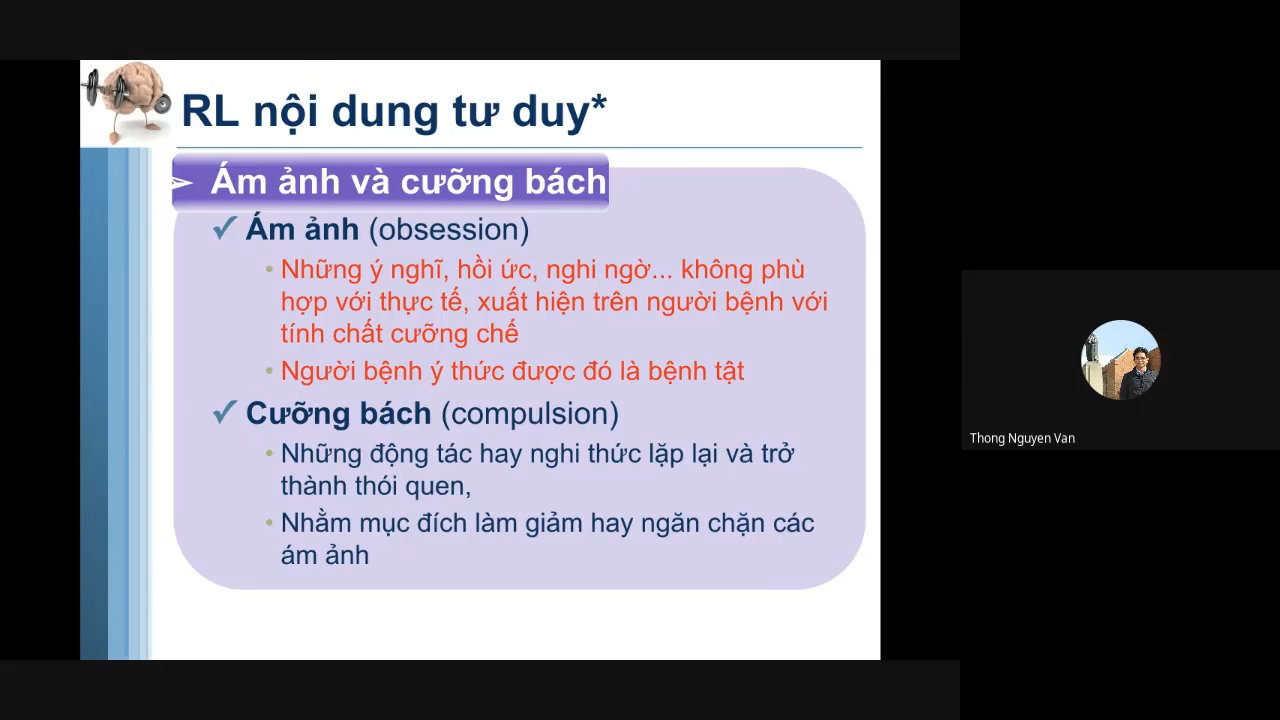 RL nội dung tư duy*
➢ Ám ảnh và cưỡng bách
✓ Ám ảnh (obsession)
• Những ý nghĩ, hồi ức, nghi ngờ... không phù
hợp với thực tế, xuất hiện trên người bệnh với
tính chất cưỡng chế
• Người bệnh ý thức được đó là bệnh tật
✓ Cưỡng bách (compulsion)
• Những động tác hay nghi thức lặp lại và trở
thành thói quen,
• Nhằm mục đích làm giảm hay ngăn chặn các
ám ảnh
Thong Nguyen Van